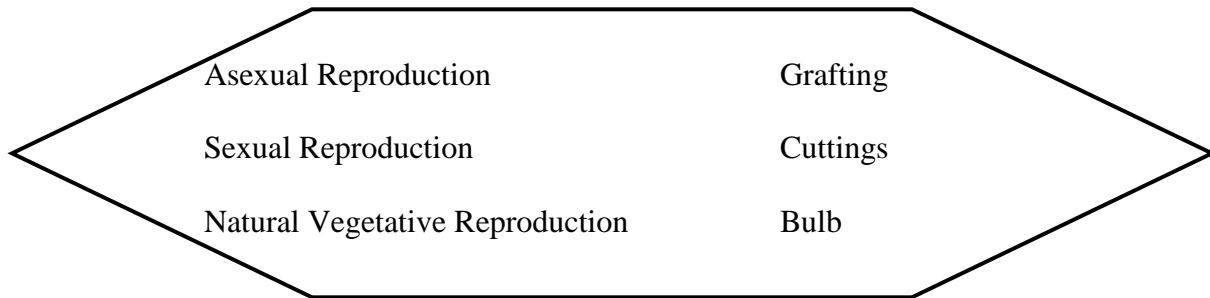 Asexual Reproduction Grafting
Sexual Reproduction Cuttings
Natural Vegetative Reproduction Bulb